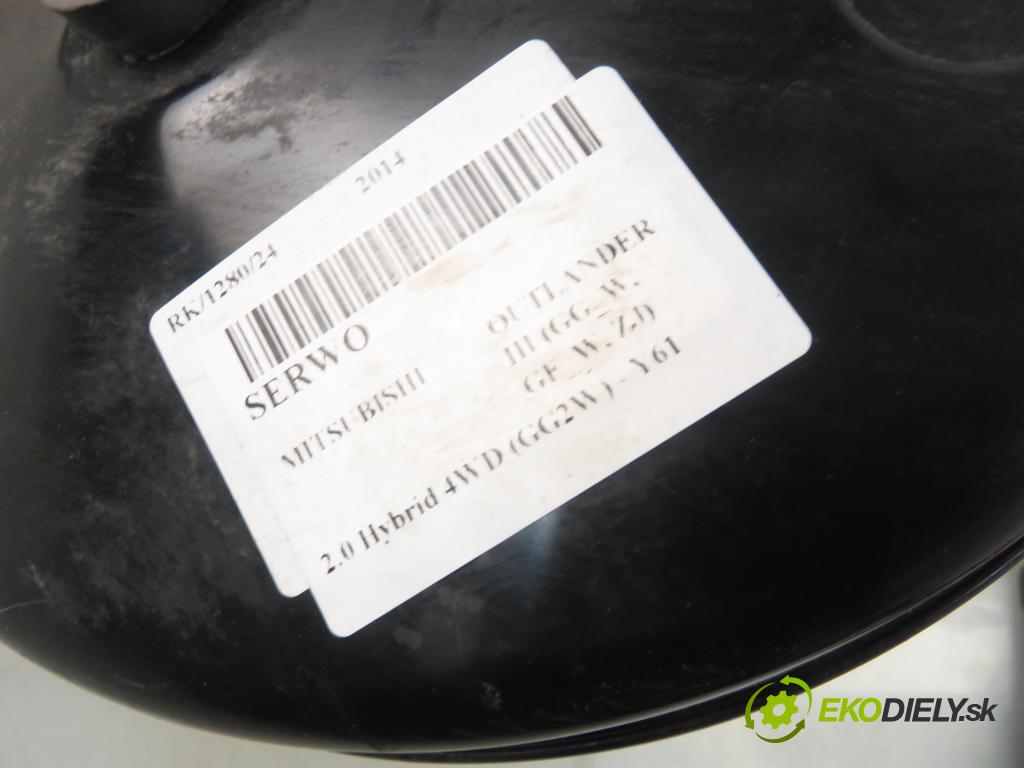 RK/1280/24 2014
SERWO
MITSUBISHI OUTLANDER
III (GG_W,
GF_W, ZJ)
2.0 Hybrid 4WD (GG2W) - Y61
EKODIELY.sk